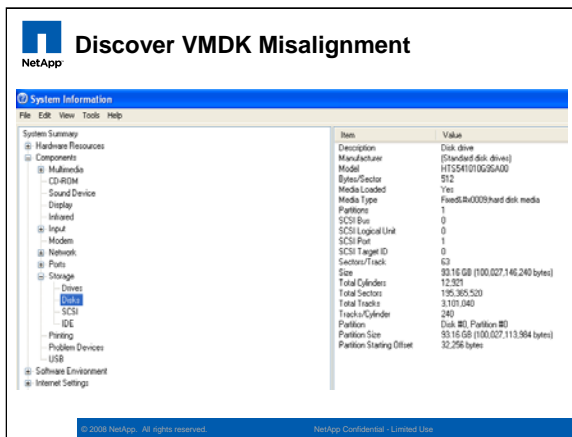 NetApp
Discover VMDK Misalignment
System Information
File Edit View Tools Help
System Summary
Hardware Resources
Components
Multimedia
CD-ROM
Sound Device
Display
Infrared
Input
Modem
Network
Ports
Storage
Drives
Disks
SCSI
IDE
Printing
Problem Devices
USB
Software Environment
Internet Settings
Item Value
Description Disk drive
Manufacturer (Standard disk drives)
Model HTS541010G9SA00
Bytes/Sector 512
Media Loaded Yes
Media Type Fixed&#x0009;hard disk media
Partitions 1
SCSI Bus 0
SCSI Logical Unit 0
SCSI Port 1
SCSI Target ID 0
Sectors/Track 63
Size 93.16 GB (100,027,146,240 bytes)
Total Cylinders 12,921
Total Sectors 195,365,520
Total Tracks 3,101,040
Tracks/Cylinder 240
Partition Disk #0, Partition #0
Partition Size 93.16 GB (100,027,113,984 bytes)
Partition Starting Offset 32,256 bytes
© 2008 NetApp. All rights reserved. NetApp Confidential - Limited Use